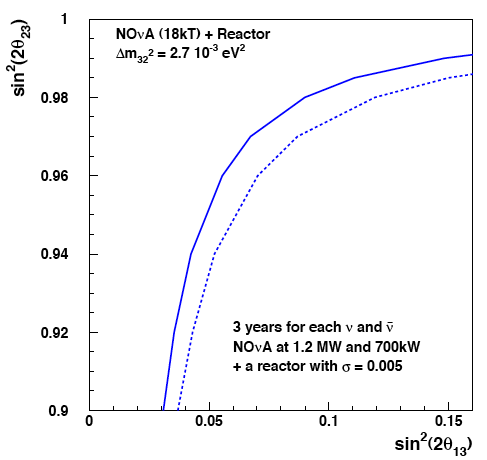 NOνA (18kT) + Reactor
Δm₃₂² = 2.7 10⁻³ eV²
sin²(2θ₂₃)
1
0.98
0.96
0.94
0.92
0.9
3 years for each ν and ν̄
NOνA at 1.2 MW and 700kW
+ a reactor with σ = 0.005
0 0.05 0.1 0.15
sin²(2θ₁₃)